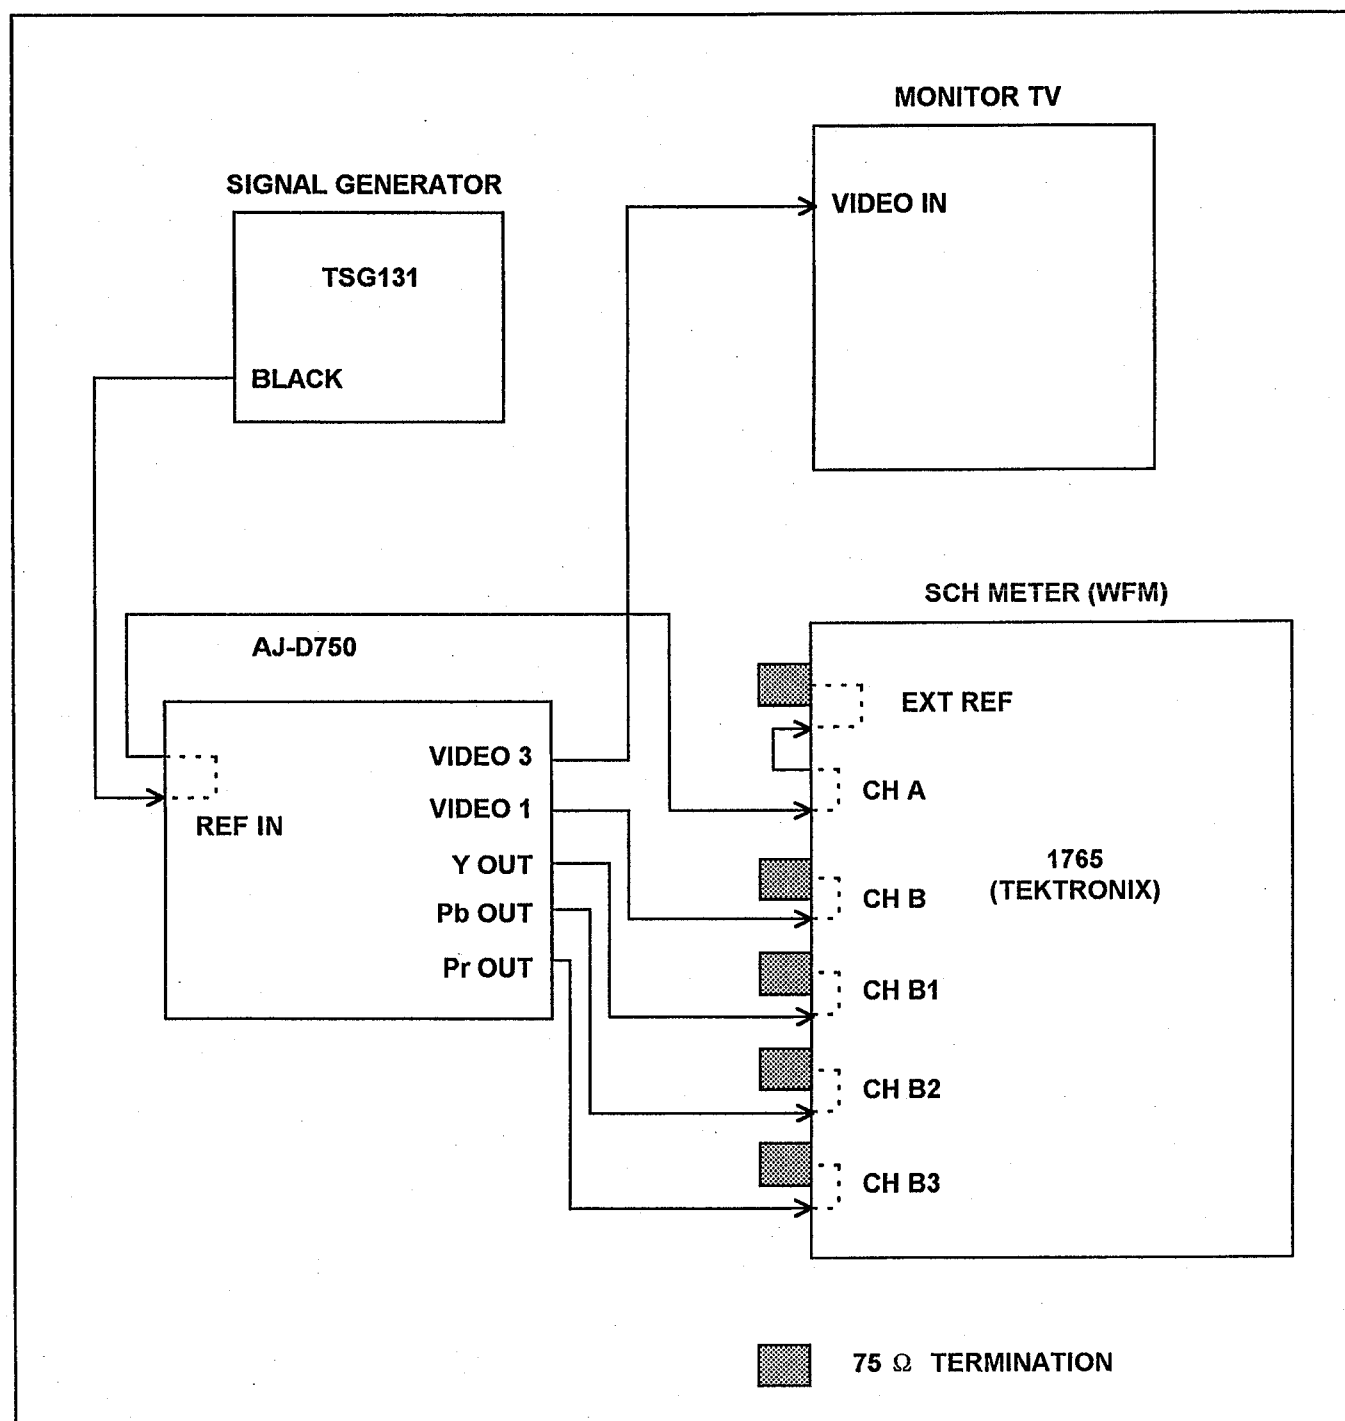 MONITOR TV
VIDEO IN
SIGNAL GENERATOR
TSG131
BLACK
SCH METER (WFM)
AJ-D750
REF IN
VIDEO 3
VIDEO 1
Y OUT
Pb OUT
Pr OUT
EXT REF
CH A
1765
(TEKTRONIX)
CH B
CH B1
CH B2
CH B3
75 Ω TERMINATION